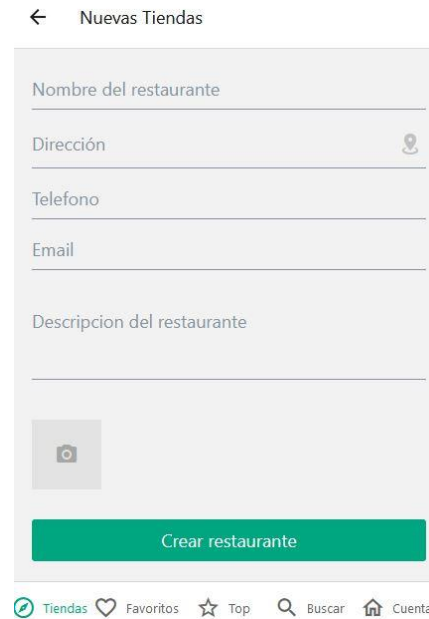 Nuevas Tiendas
Nombre del restaurante
Dirección
Telefono
Email
Descripcion del restaurante
Crear restaurante
Tiendas Favoritos Top Buscar Cuenta